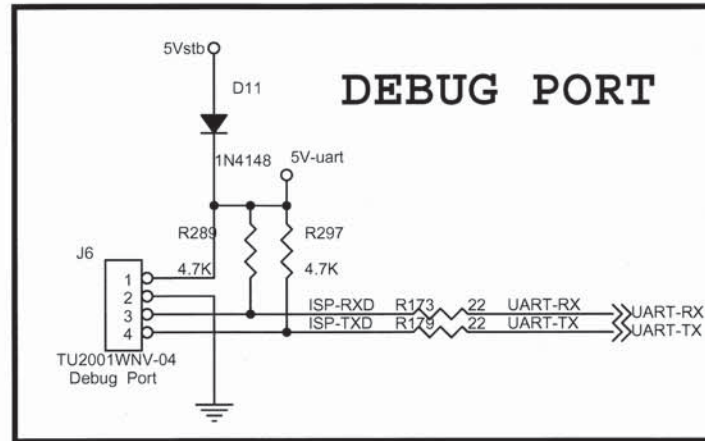 5Vstb
D11
DEBUG PORT
1N4148
5V-uart
R289
R297
J6
4.7K
4.7K
1
2
3
4
ISP-RXD R173 22 UART-RX UART-RX
ISP-TXD R179 22 UART-TX UART-TX
TU2001WNV-04
Debug Port